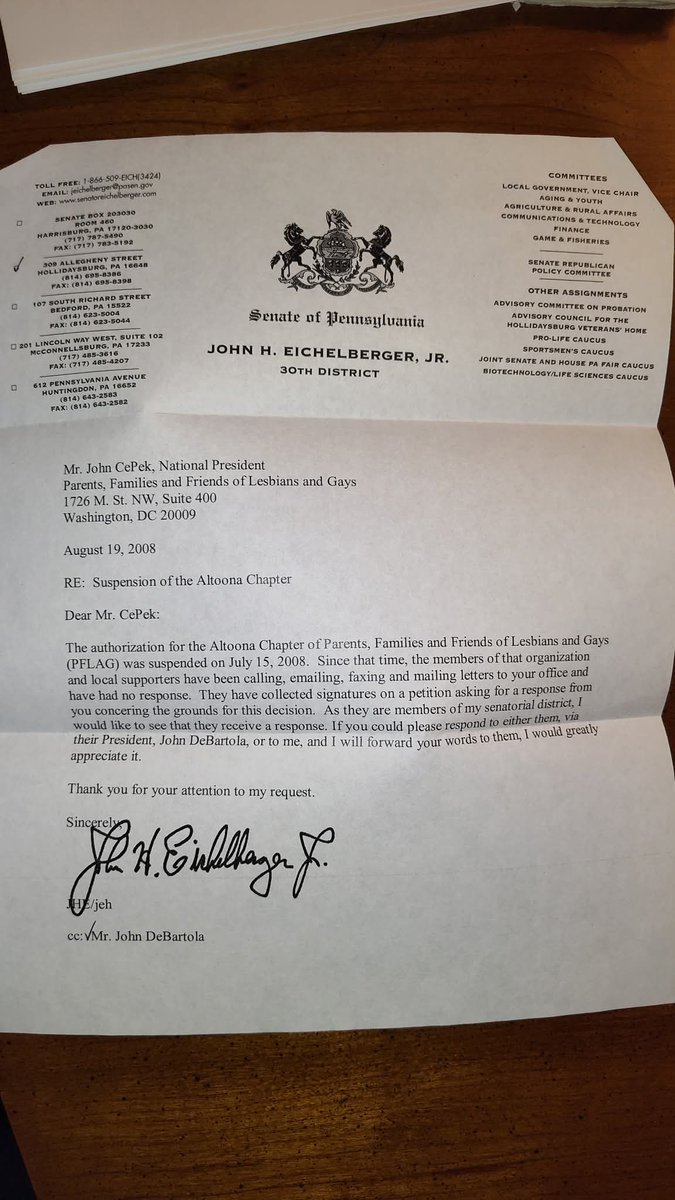 TOLL FREE: 1-866-509-EICH(3424)
EMAIL: jeichelberger@pasen.gov
WEB: www.senatoreichelberger.com
SENATE BOX 203030
ROOM 460
HARRISBURG, PA 17120-3030
(717) 787-5490
FAX: (717) 783-5192
309 ALLEGHENY STREET
HOLLIDAYSBURG, PA 16648
(814) 695-8386
FAX: (814) 695-8398
107 SOUTH RICHARD STREET
BEDFORD, PA 15522
(814) 623-5004
FAX: (814) 623-5044
201 LINCOLN WAY WEST, SUITE 102
MCCONNELLSBURG, PA 17233
(717) 485-3616
FAX: (717) 485-4207
612 PENNSYLVANIA AVENUE
HUNTINGDON, PA 16652
(814) 643-2583
FAX: (814) 643-2582
Senate of Pennsylvania
JOHN H. EICHELBERGER, JR.
30TH DISTRICT
COMMITTEES
LOCAL GOVERNMENT, VICE CHAIR
AGING & YOUTH
AGRICULTURE & RURAL AFFAIRS
COMMUNICATIONS & TECHNOLOGY
FINANCE
GAME & FISHERIES
SENATE REPUBLICAN
POLICY COMMITTEE
OTHER ASSIGNMENTS
ADVISORY COMMITTEE ON PROBATION
ADVISORY COUNCIL FOR THE
HOLLIDAYSBURG VETERANS' HOME
PRO-LIFE CAUCUS
SPORTSMEN'S CAUCUS
JOINT SENATE AND HOUSE PA FAIR CAUCUS
BIOTECHNOLOGY/LIFE SCIENCES CAUCUS
Mr. John CePek, National President
Parents, Families and Friends of Lesbians and Gays
1726 M. St. NW, Suite 400
Washington, DC 20009
August 19, 2008
RE: Suspension of the Altoona Chapter
Dear Mr. CePek:
The authorization for the Altoona Chapter of Parents, Families and Friends of Lesbians and Gays
(PFLAG) was suspended on July 15, 2008. Since that time, the members of that organization
and local supporters have been calling, emailing, faxing and mailing letters to your office and
have had no response. They have collected signatures on a petition asking for a response from
you concering the grounds for this decision. As they are members of my senatorial district, I
would like to see that they receive a response. If you could please respond to either them, via
their President, John DeBartola, or to me, and I will forward your words to them, I would greatly
appreciate it.
Thank you for your attention to my request.
Sincerely,
John H. Eichelberger Jr.
JHE/jeh
cc: Mr. John DeBartola